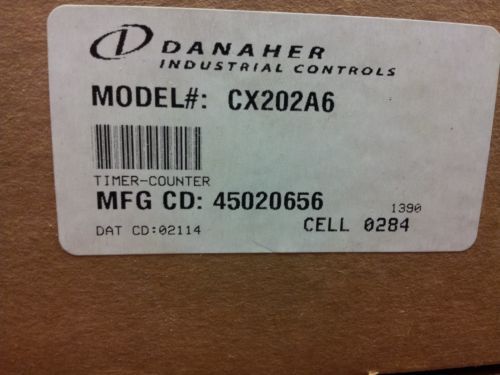 DANAHER
INDUSTRIAL CONTROLS
MODEL#: CX202A6
TIMER-COUNTER
MFG CD: 45020656
1390
DAT CD:02114
CELL 0284